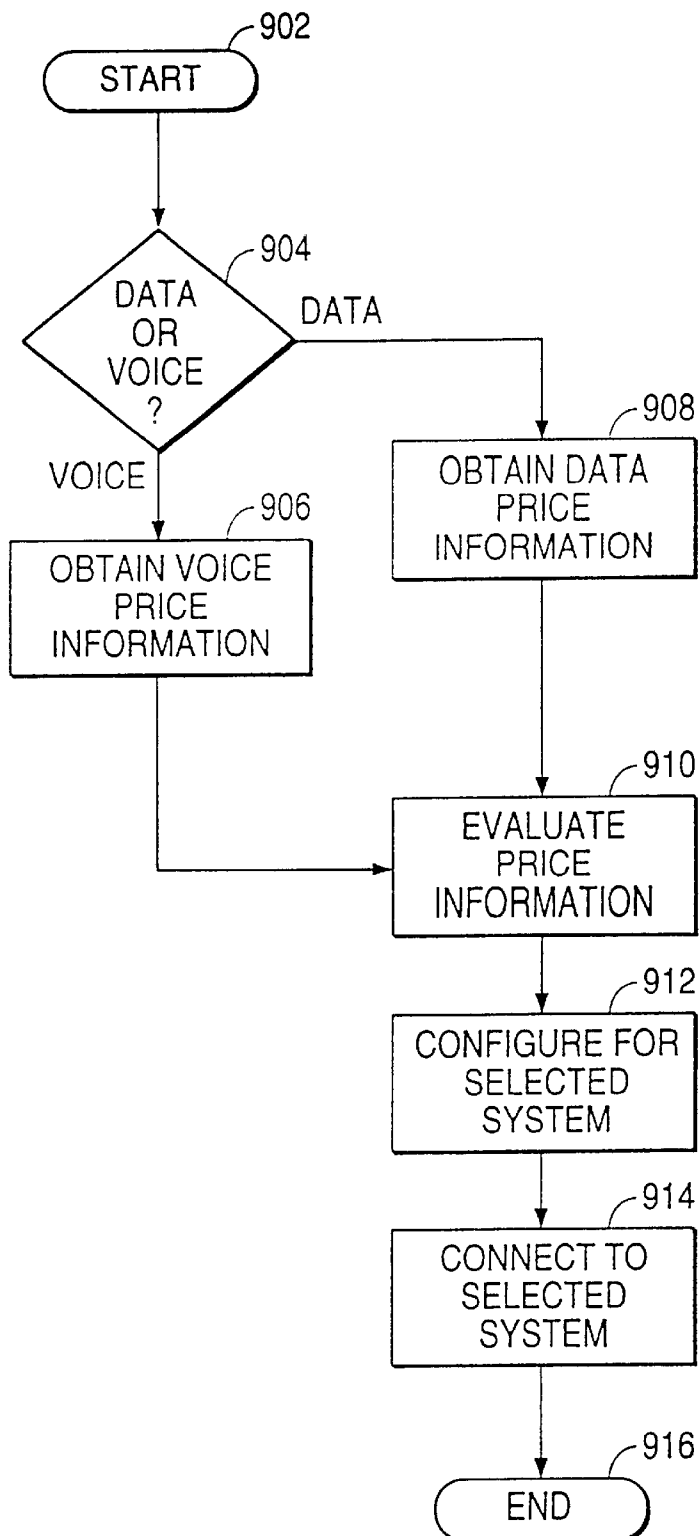 902
START
904
DATA
OR
VOICE
?
DATA
VOICE
906
OBTAIN VOICE
PRICE
INFORMATION
908
OBTAIN DATA
PRICE
INFORMATION
910
EVALUATE
PRICE
INFORMATION
912
CONFIGURE FOR
SELECTED
SYSTEM
914
CONNECT TO
SELECTED
SYSTEM
916
END